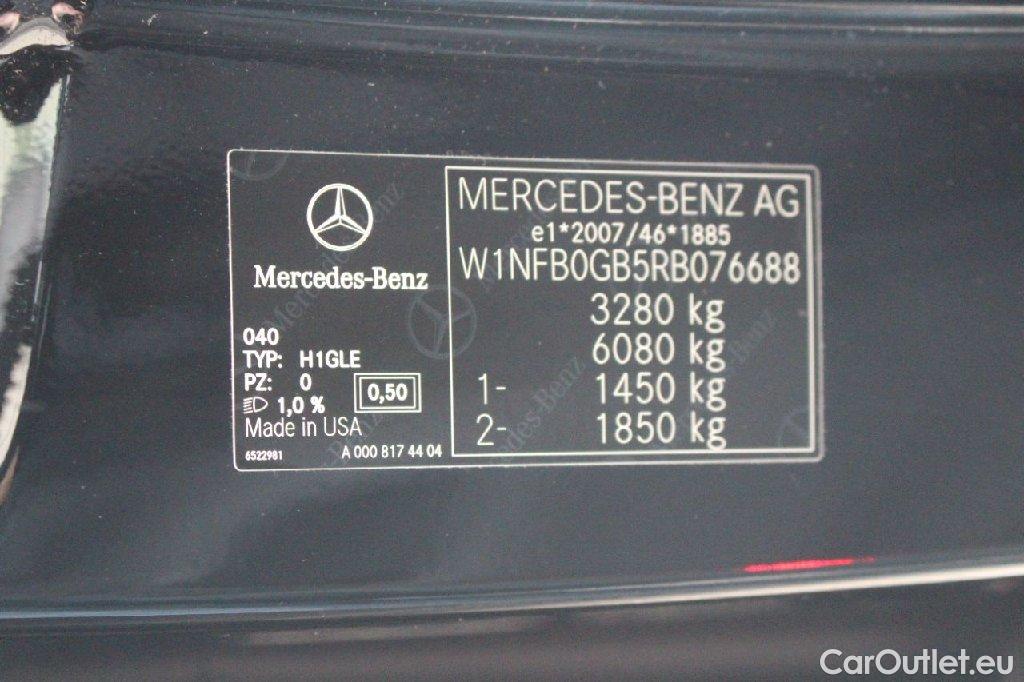 Mercedes-Benz
040
TYP: H1GLE
PZ: 0
1,0 %
0,50
Made in USA
6522981
A 000 817 44 04
MERCEDES-BENZ AG
e1*2007/46*1885
W1NFB0GB5RB076688
3280 kg
6080 kg
1- 1450 kg
2- 1850 kg
CarOutlet.eu